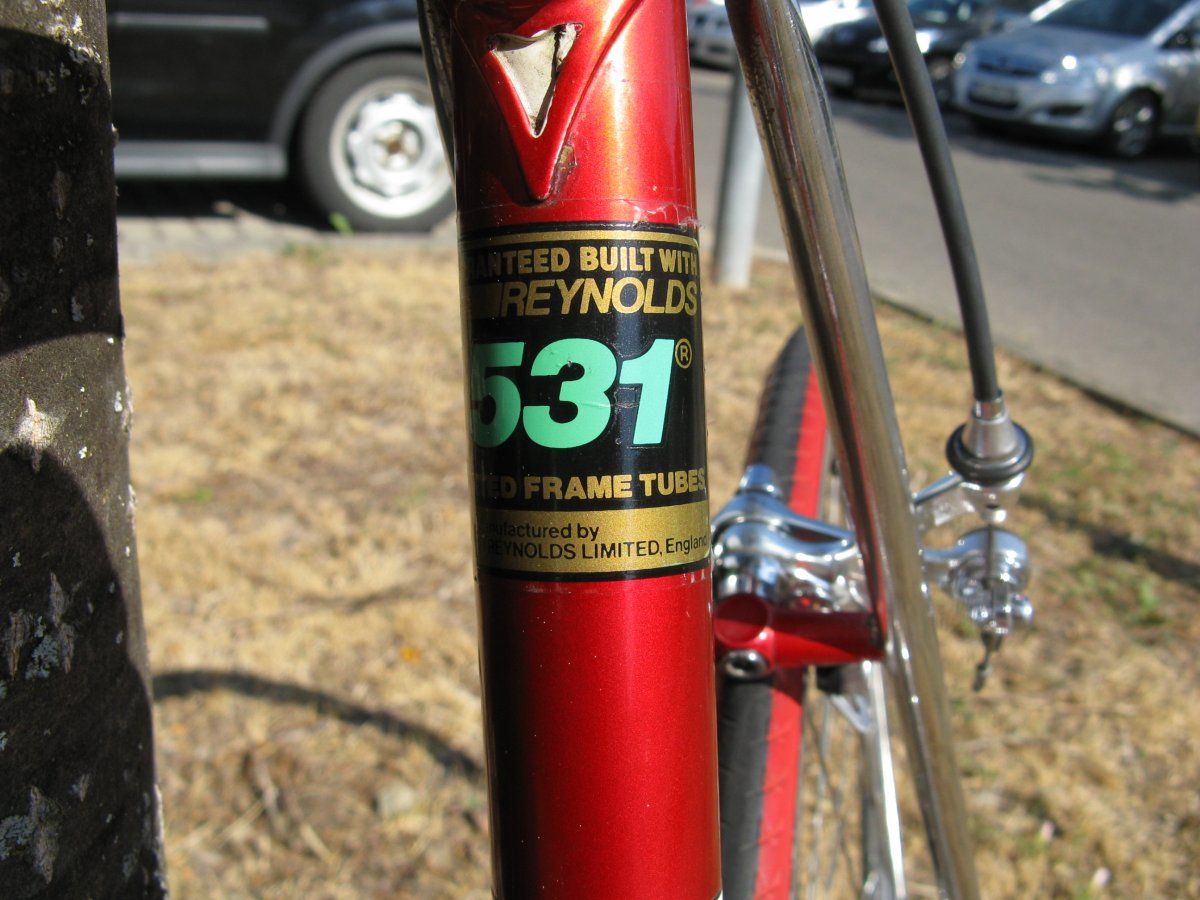 ANTEED BUILT WITH
REYNOLDS
531®
TED FRAME TUBES.
nufactured by
REYNOLDS LIMITED, England